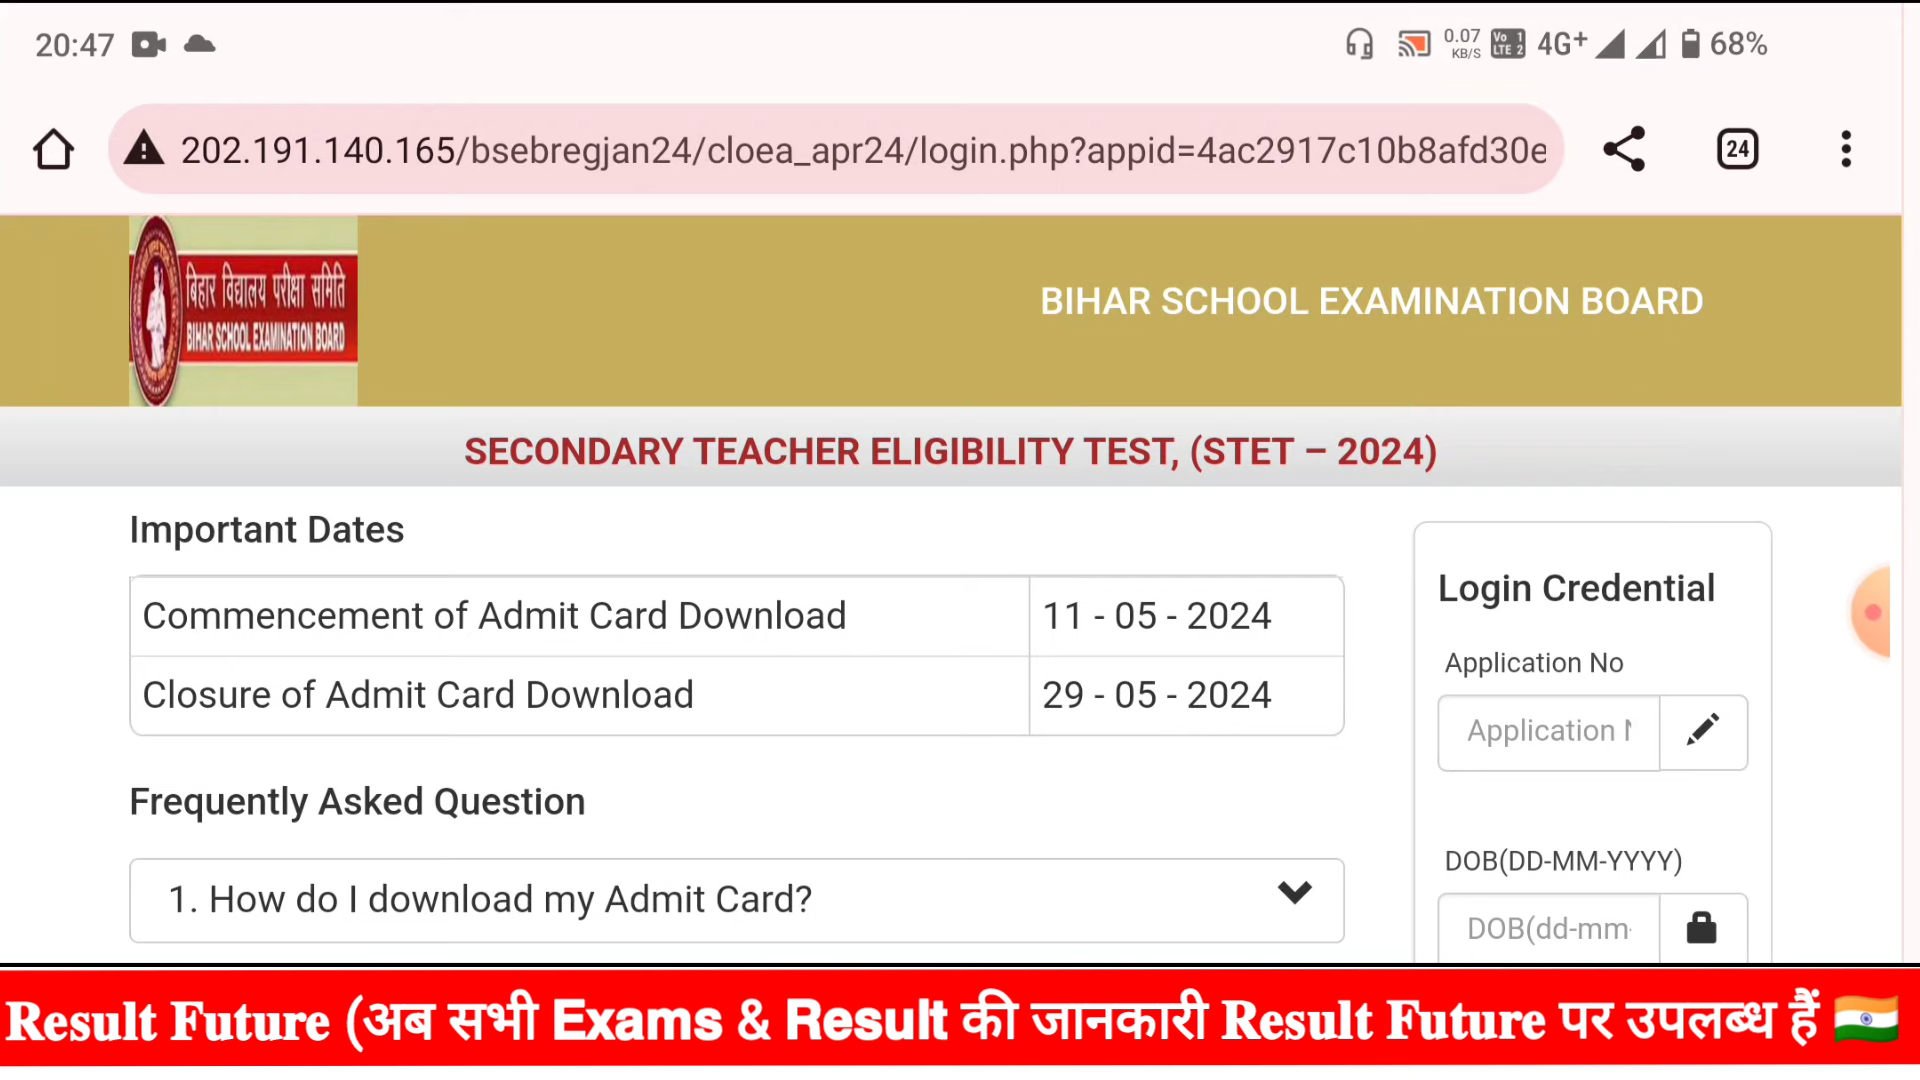 20:47
0.07 KB/S Vo 1 LTE 2 4G+ 68%
202.191.140.165/bsebregjan24/cloea_apr24/login.php?appid=4ac2917c10b8afd30e
24
बिहार विद्यालय परीक्षा समिति
BIHAR SCHOOL EXAMINATION BOARD
BIHAR SCHOOL EXAMINATION BOARD
SECONDARY TEACHER ELIGIBILITY TEST, (STET – 2024)
Important Dates
Commencement of Admit Card Download 11 - 05 - 2024
Closure of Admit Card Download 29 - 05 - 2024
Frequently Asked Question
1. How do I download my Admit Card?
Login Credential
Application No
Application
DOB(DD-MM-YYYY)
DOB(dd-mm-
Result Future (अब सभी Exams & Result की जानकारी Result Future पर उपलब्ध हैं